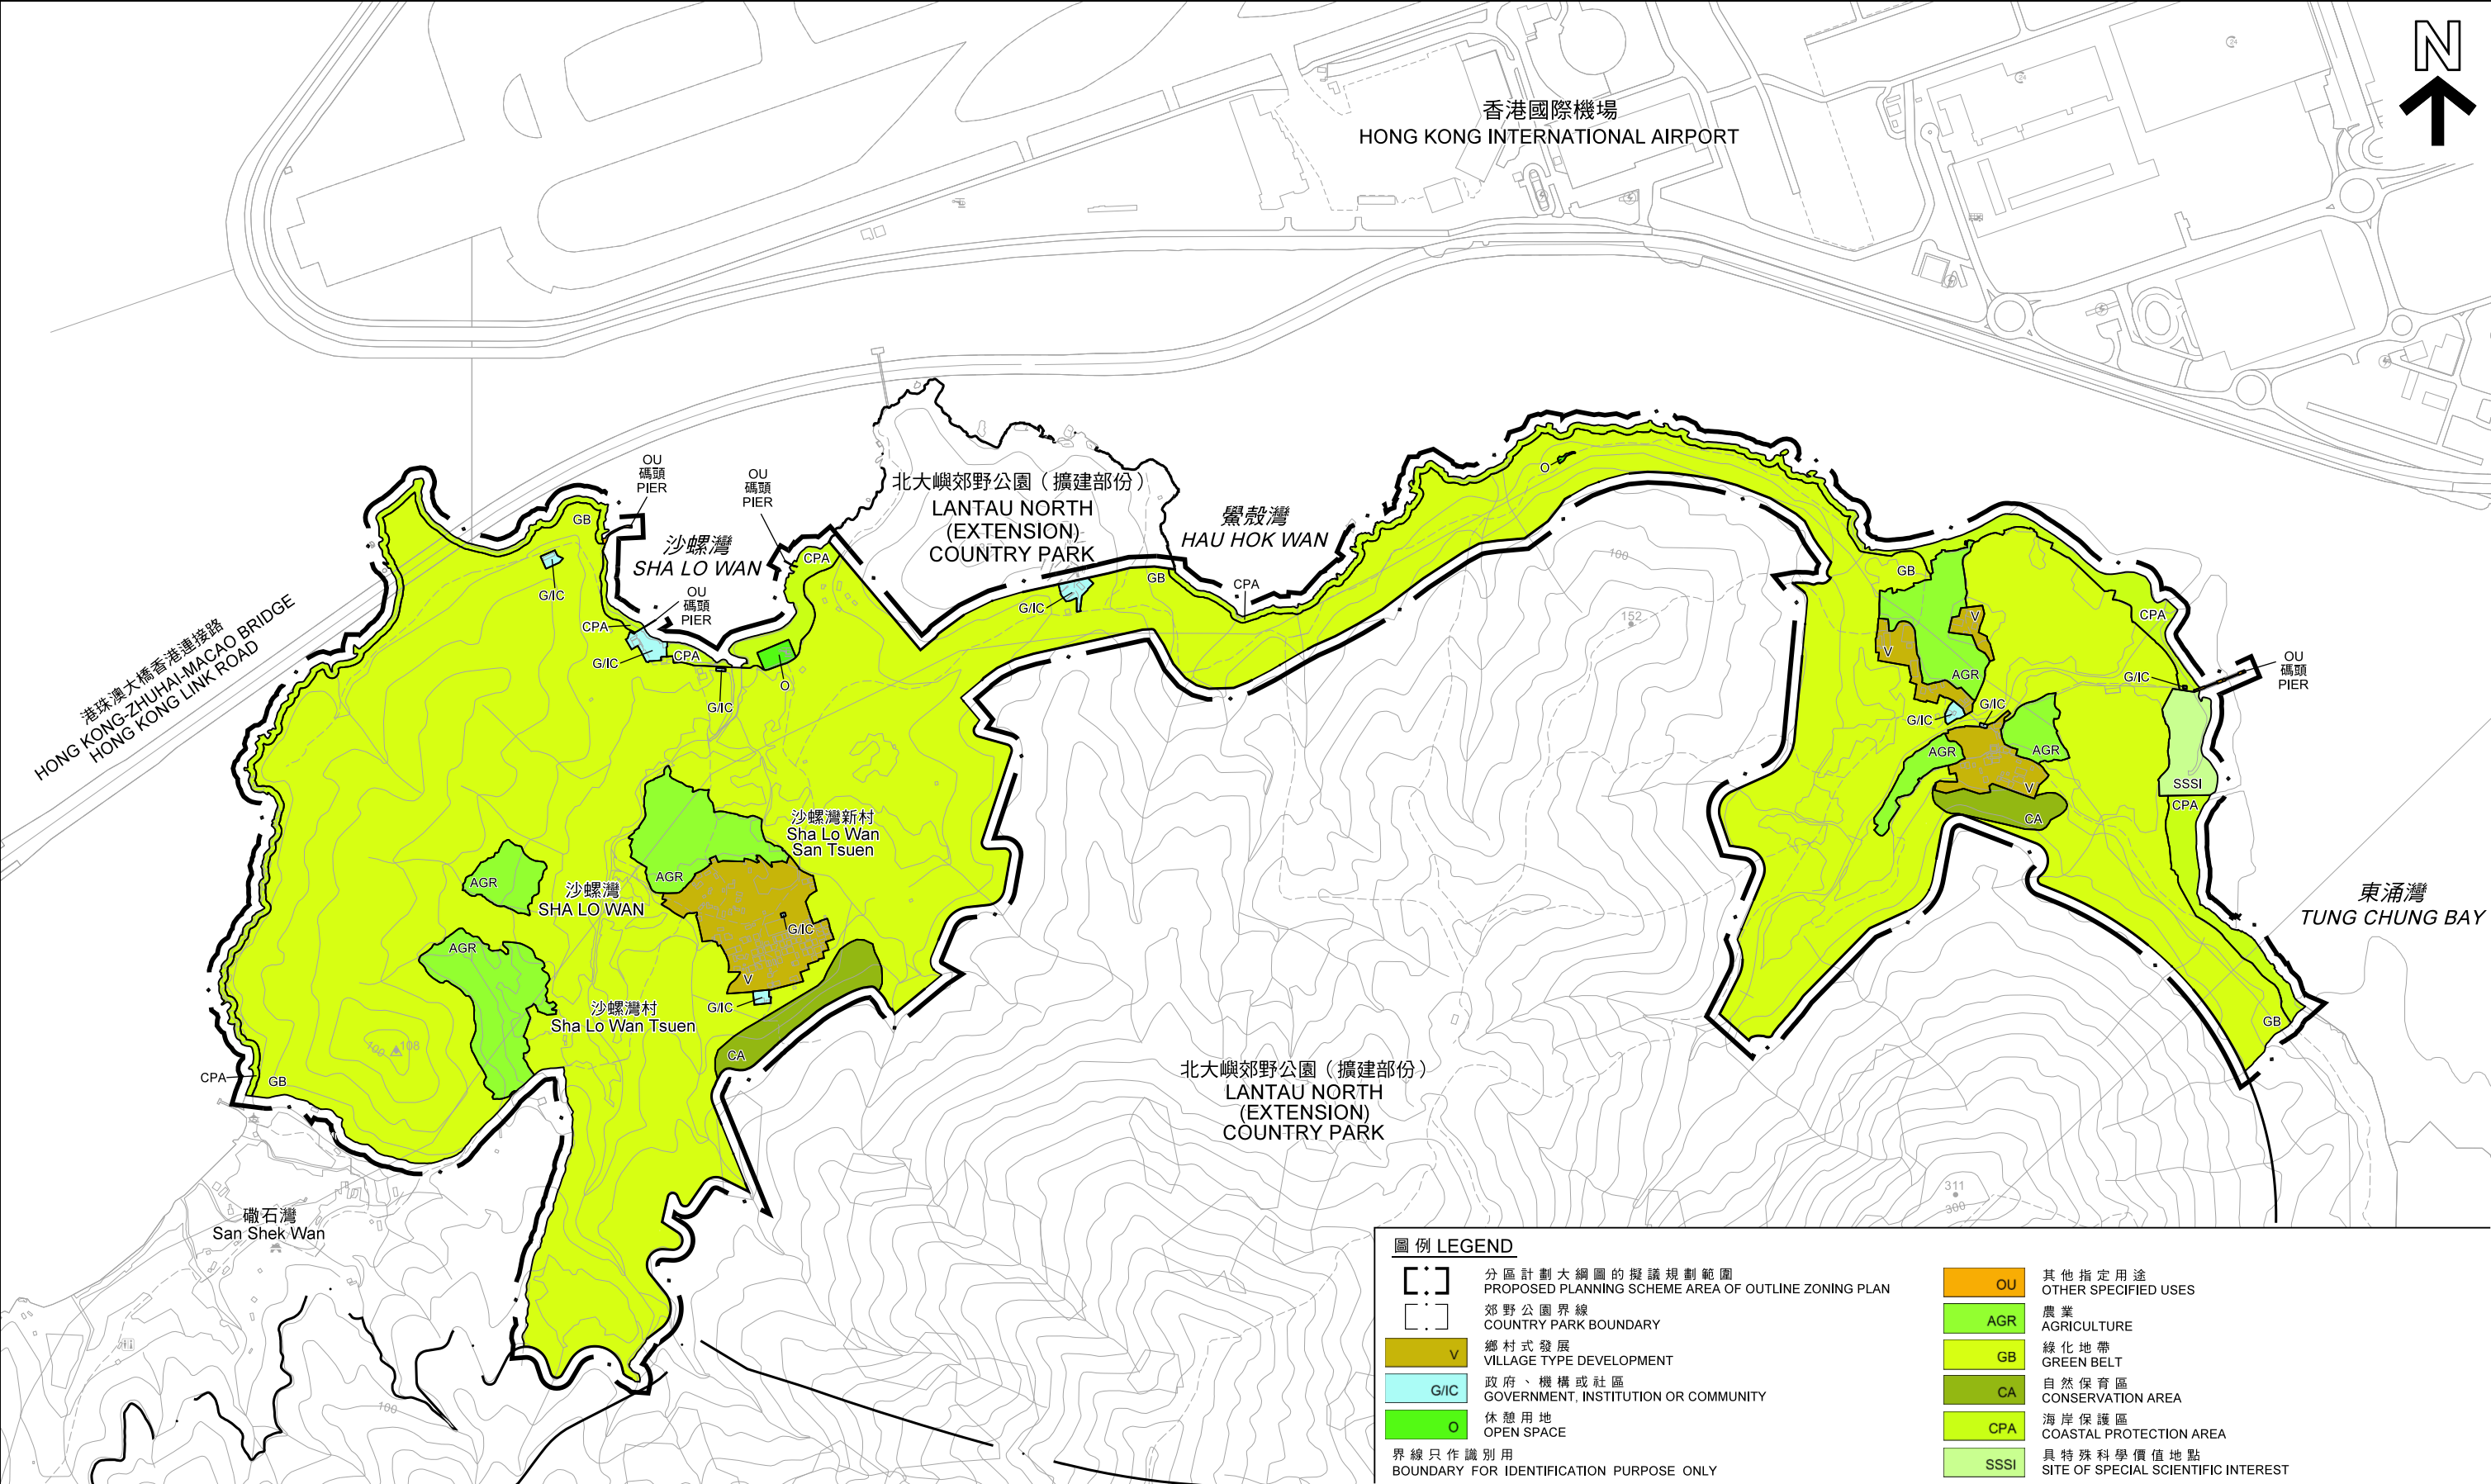 N
香港國際機場
HONG KONG INTERNATIONAL AIRPORT
OU
碼頭
PIER
OU
碼頭
PIER
北大嶼郊野公園（擴建部份）
LANTAU NORTH
(EXTENSION)
COUNTRY PARK
鱟殼灣
HAU HOK WAN
沙螺灣
SHA LO WAN
OU
碼頭
PIER
GB
G/IC
CPA
CPA
G/IC
CPA
G/IC
O
G/IC
GB
CPA
O
100
152
GB
V
V
AGR
CPA
G/IC
OU
碼頭
PIER
G/IC
G/IC
AGR
AGR
V
CA
SSSI
CPA
GB
港珠澳大橋香港連接路
HONG KONG-ZHUHAI-MACAO BRIDGE
HONG KONG LINK ROAD
沙螺灣新村
Sha Lo Wan
San Tsuen
AGR
AGR
沙螺灣
SHA LO WAN
AGR
G/IC
V
G/IC
沙螺灣村
Sha Lo Wan Tsuen
CA
100
108
CPA
GB
東涌灣
TUNG CHUNG BAY
北大嶼郊野公園（擴建部份）
LANTAU NORTH
(EXTENSION)
COUNTRY PARK
311
300
䃟石灣
San Shek Wan
100
圖例 LEGEND
分區計劃大綱圖的擬議規劃範圍
PROPOSED PLANNING SCHEME AREA OF OUTLINE ZONING PLAN
郊野公園界線
COUNTRY PARK BOUNDARY
V
鄉村式發展
VILLAGE TYPE DEVELOPMENT
G/IC
政府、機構或社區
GOVERNMENT, INSTITUTION OR COMMUNITY
O
休憩用地
OPEN SPACE
界線只作識別用
BOUNDARY FOR IDENTIFICATION PURPOSE ONLY
OU
其他指定用途
OTHER SPECIFIED USES
AGR
農業
AGRICULTURE
GB
綠化地帶
GREEN BELT
CA
自然保育區
CONSERVATION AREA
CPA
海岸保護區
COASTAL PROTECTION AREA
SSSI
具特殊科學價值地點
SITE OF SPECIAL SCIENTIFIC INTEREST